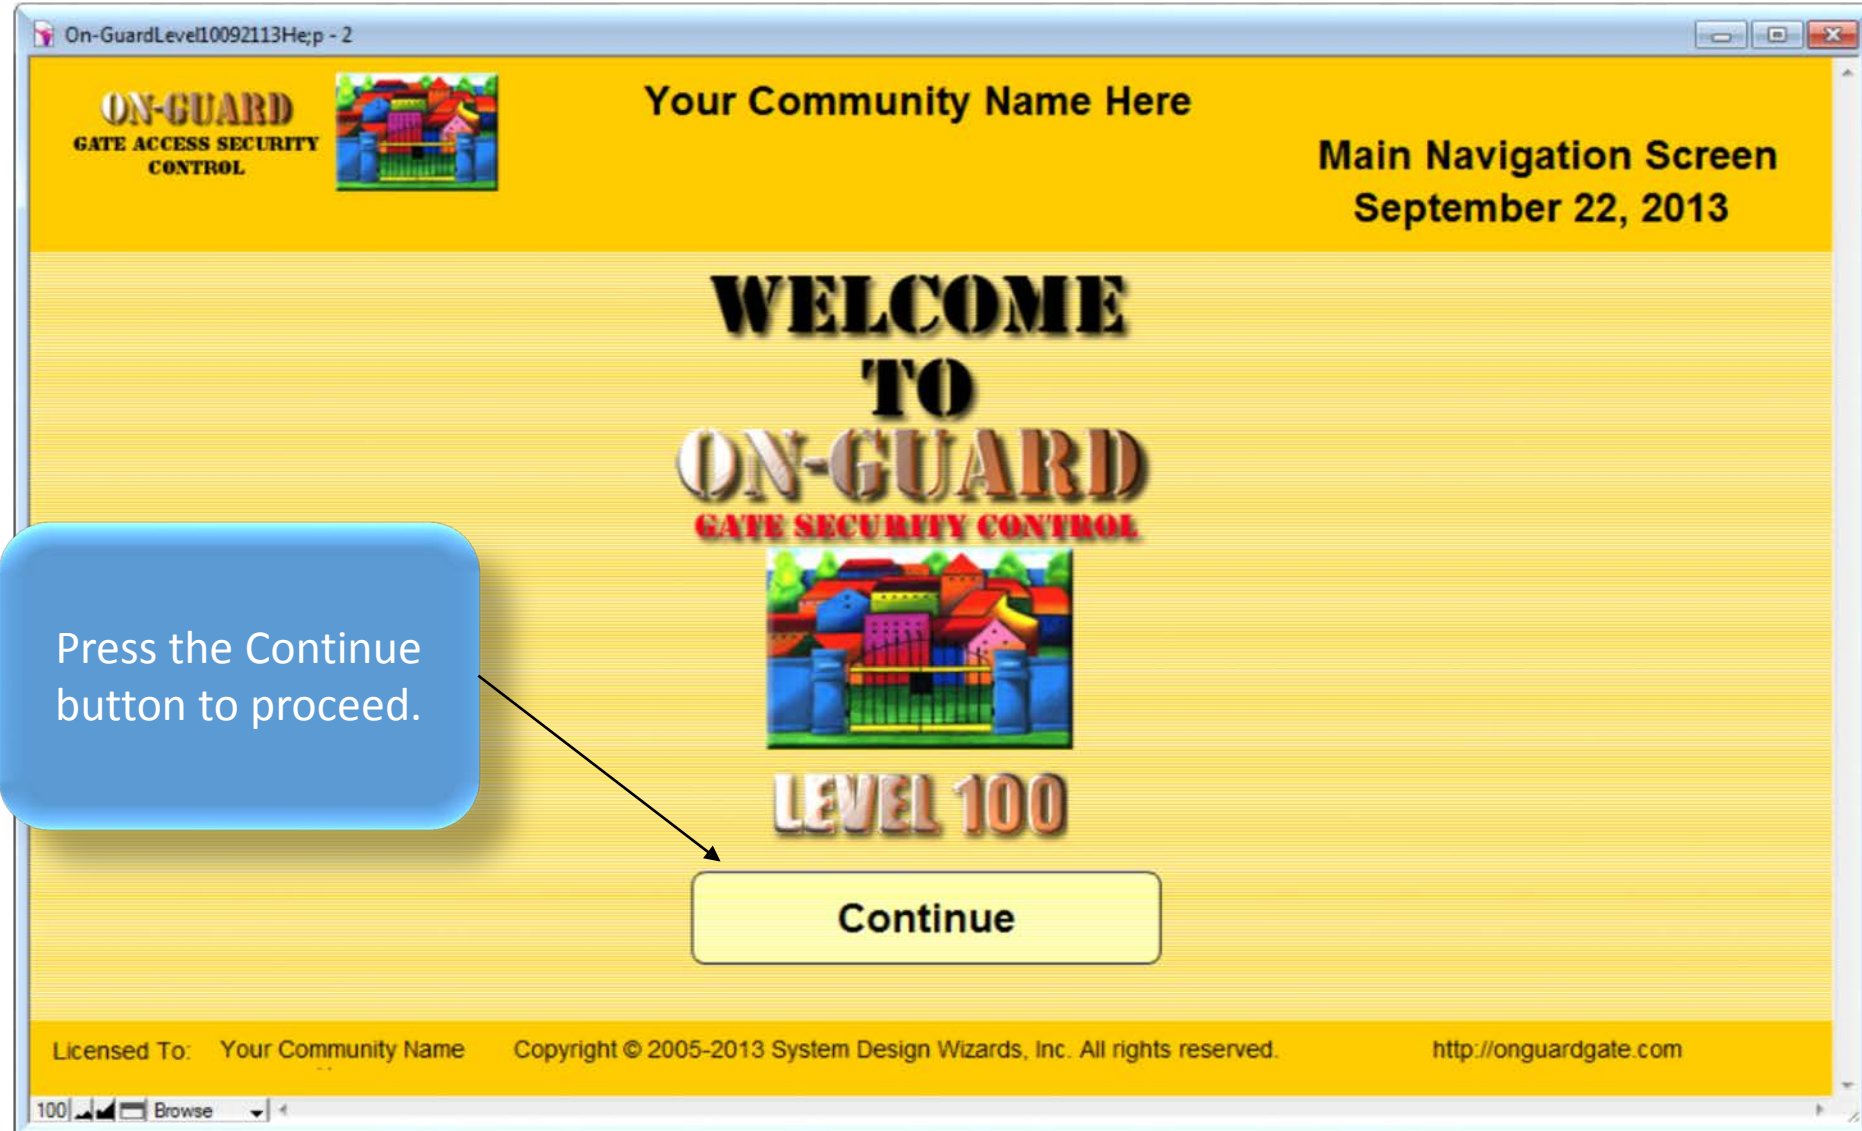 On-GuardLevel10092113He;p - 2
ON-GUARD
GATE ACCESS SECURITY
CONTROL
Your Community Name Here
Main Navigation Screen
September 22, 2013
WELCOME
TO
ON-GUARD
GATE SECURITY CONTROL
Press the Continue
button to proceed.
LEVEL 100
Continue
Licensed To: Your Community Name
Copyright © 2005-2013 System Design Wizards, Inc. All rights reserved.
http://onguardgate.com
100 Browse